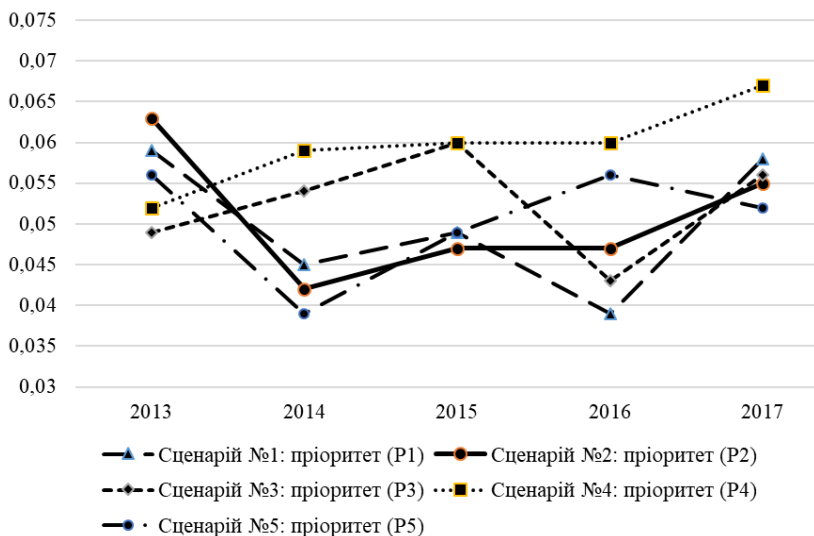 0,075
0,07
0,065
0,06
0,055
0,05
0,045
0,04
0,035
0,03
2013 2014 2015 2016 2017
Сценарій №1: пріоритет (P1) Сценарій №2: пріоритет (P2)
Сценарій №3: пріоритет (P3) Сценарій №4: пріоритет (P4)
Сценарій №5: пріоритет (P5)